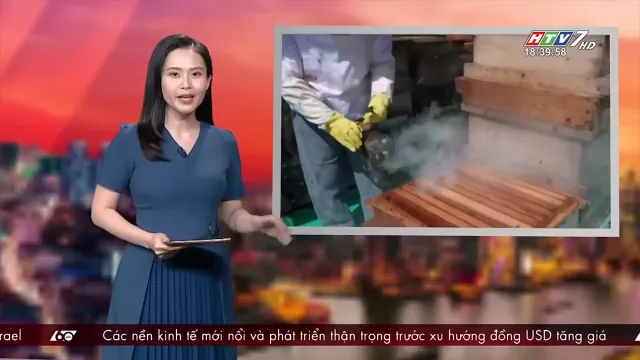 HTV7 HD
18:39:58
rael 60 Các nền kinh tế mới nổi và phát triển thận trọng trước xu hướng đồng USD tăng giá